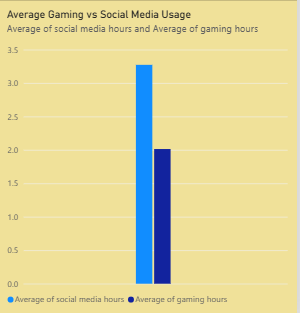 Average Gaming vs Social Media Usage
Average of social media hours and Average of gaming hours
3.5
3.0
2.5
2.0
1.5
1.0
0.5
0.0
Average of social media hours Average of gaming hours